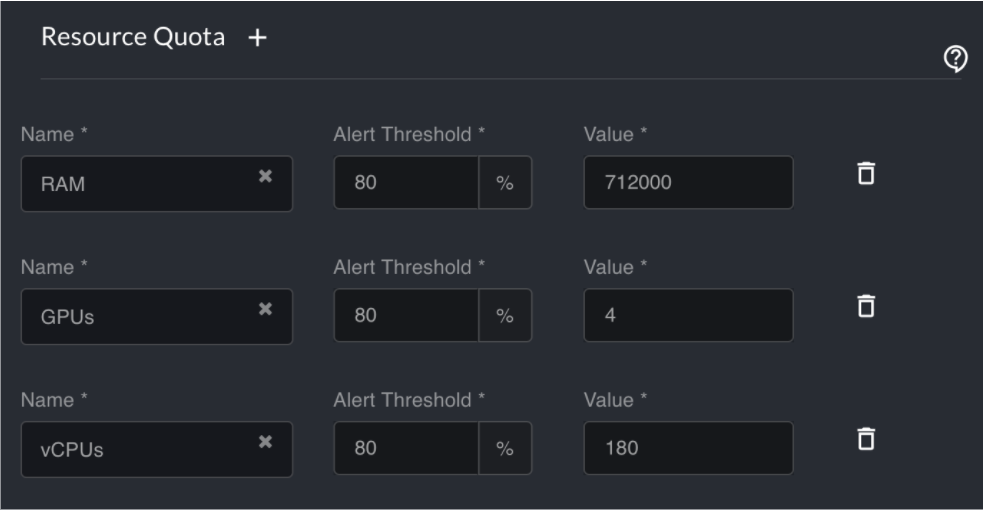 Resource Quota +
Name * Alert Threshold * Value *
RAM 80 % 712000
Name * Alert Threshold * Value *
GPUs 80 % 4
Name * Alert Threshold * Value *
vCPUs 80 % 180